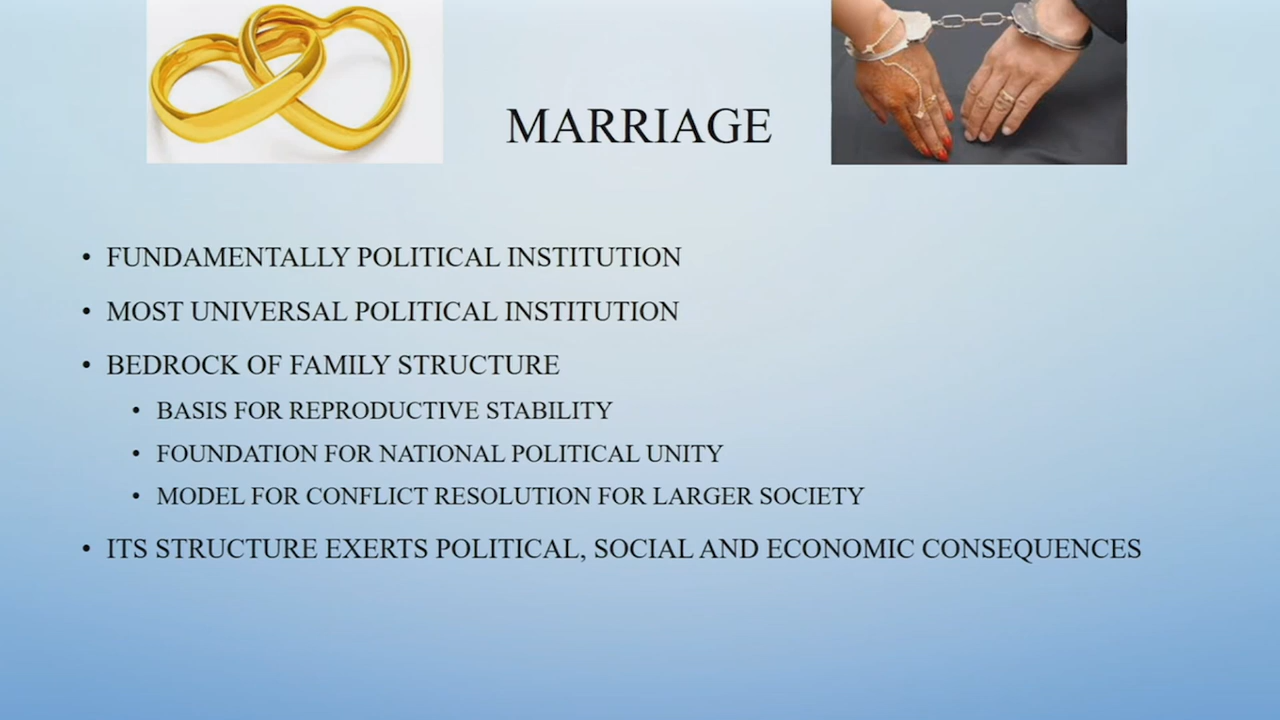 MARRIAGE
• FUNDAMENTALLY POLITICAL INSTITUTION
• MOST UNIVERSAL POLITICAL INSTITUTION
• BEDROCK OF FAMILY STRUCTURE
• BASIS FOR REPRODUCTIVE STABILITY
• FOUNDATION FOR NATIONAL POLITICAL UNITY
• MODEL FOR CONFLICT RESOLUTION FOR LARGER SOCIETY
• ITS STRUCTURE EXERTS POLITICAL, SOCIAL AND ECONOMIC CONSEQUENCES